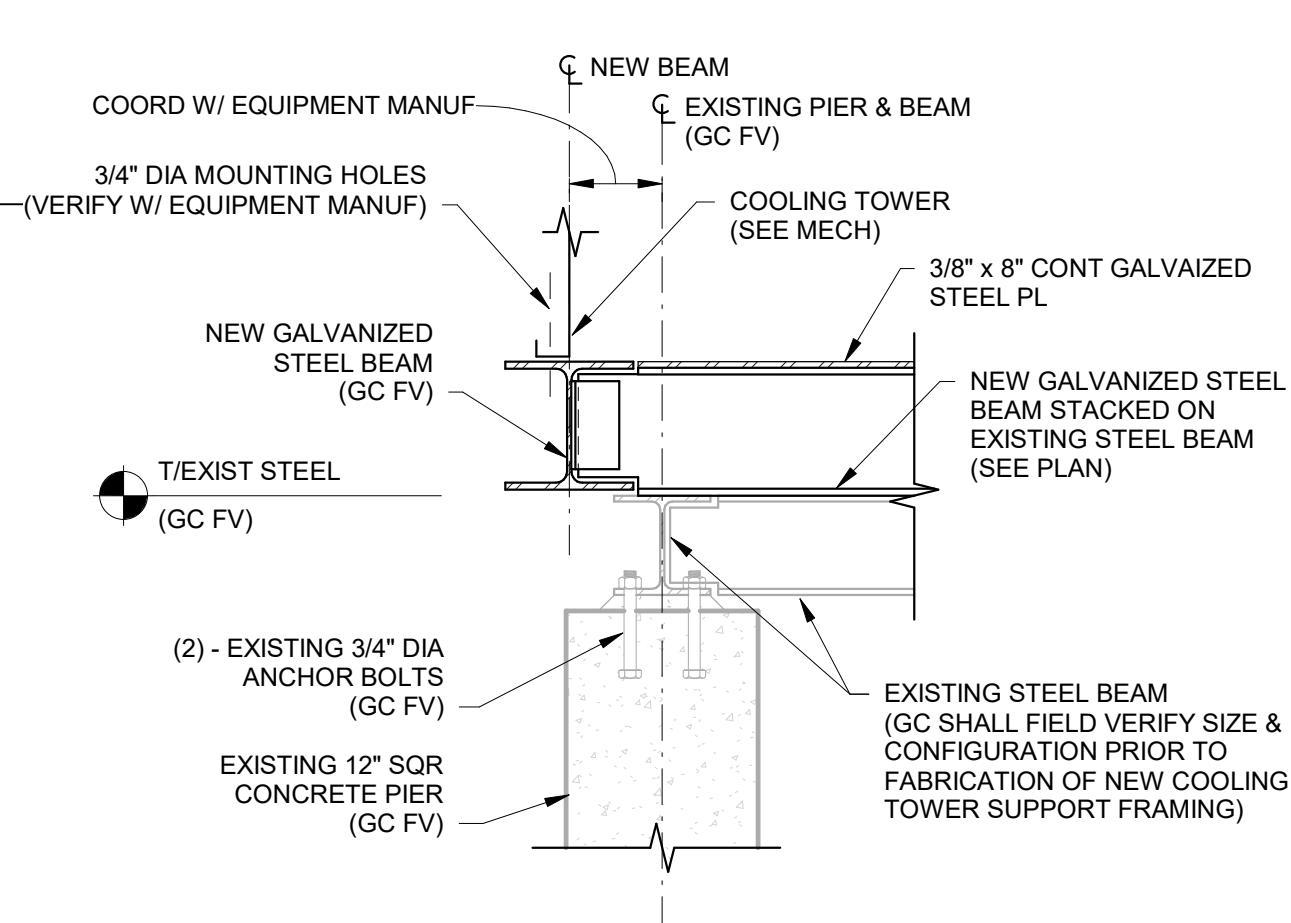 ℄ NEW BEAM
COORD W/ EQUIPMENT MANUF
℄ EXISTING PIER & BEAM
(GC FV)
3/4" DIA MOUNTING HOLES
(VERIFY W/ EQUIPMENT MANUF)
COOLING TOWER
(SEE MECH)
3/8" x 8" CONT GALVAIZED
STEEL PL
NEW GALVANIZED
STEEL BEAM
(GC FV)
NEW GALVANIZED STEEL
BEAM STACKED ON
EXISTING STEEL BEAM
(SEE PLAN)
T/EXIST STEEL
(GC FV)
(2) - EXISTING 3/4" DIA
ANCHOR BOLTS
(GC FV)
EXISTING 12" SQR
CONCRETE PIER
(GC FV)
EXISTING STEEL BEAM
(GC SHALL FIELD VERIFY SIZE &
CONFIGURATION PRIOR TO
FABRICATION OF NEW COOLING
TOWER SUPPORT FRAMING)